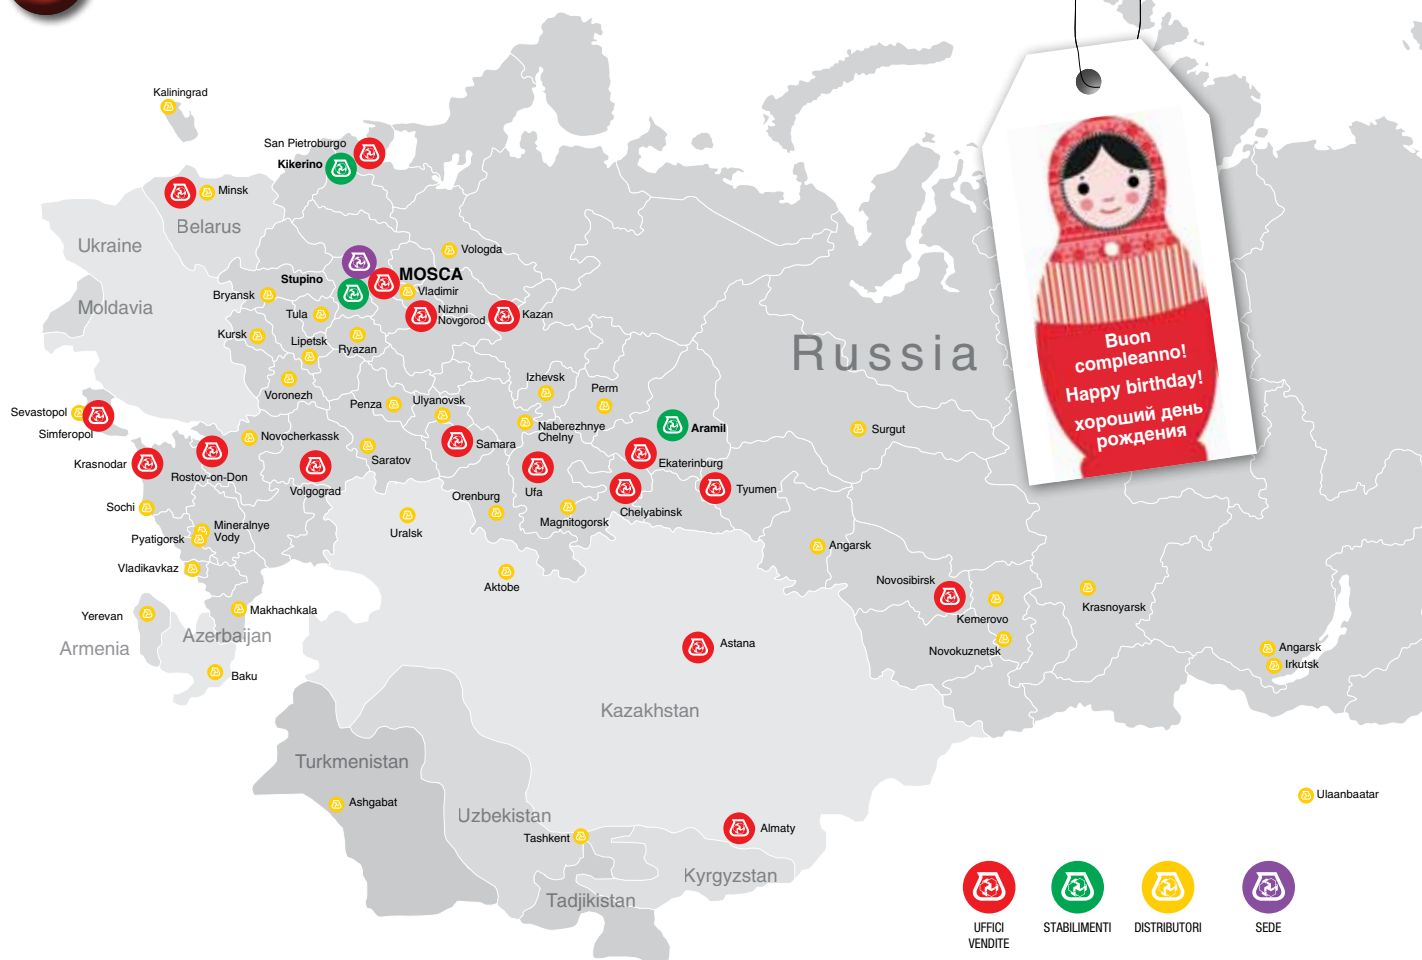 Kaliningrad
San Pietroburgo
Kikerino
Minsk
Belarus
Ukraine
Moldavia
Vologda
MOSCA
Stupino
Vladimir
Bryansk
Tula
Nizhni
Novgorod
Kazan
Kursk
Lipetsk
Ryazan
Russia
Voronezh
Penza
Ulyanovsk
Izhevsk
Perm
Naberezhnye
Chelny
Sevastopol
Simferopol
Novocherkassk
Saratov
Samara
Aramil
Surgut
Krasnodar
Rostov-on-Don
Volgograd
Ufa
Ekaterinburg
Chelyabinsk
Tyumen
Orenburg
Magnitogorsk
Sochi
Uralsk
Mineralnye
Vody
Pyatigorsk
Vladikavkaz
Aktobe
Angarsk
Novosibirsk
Kemerovo
Krasnoyarsk
Novokuznetsk
Yerevan
Makhachkala
Azerbaijan
Armenia
Baku
Astana
Angarsk
Irkutsk
Kazakhstan
Turkmenistan
Ashgabat
Uzbekistan
Tashkent
Almaty
Kyrgyzstan
Tadjikistan
Ulaanbaatar
Buon
compleanno!
Happy birthday!
хороший день
рождения
UFFICI
VENDITE
STABILIMENTI
DISTRIBUTORI
SEDE